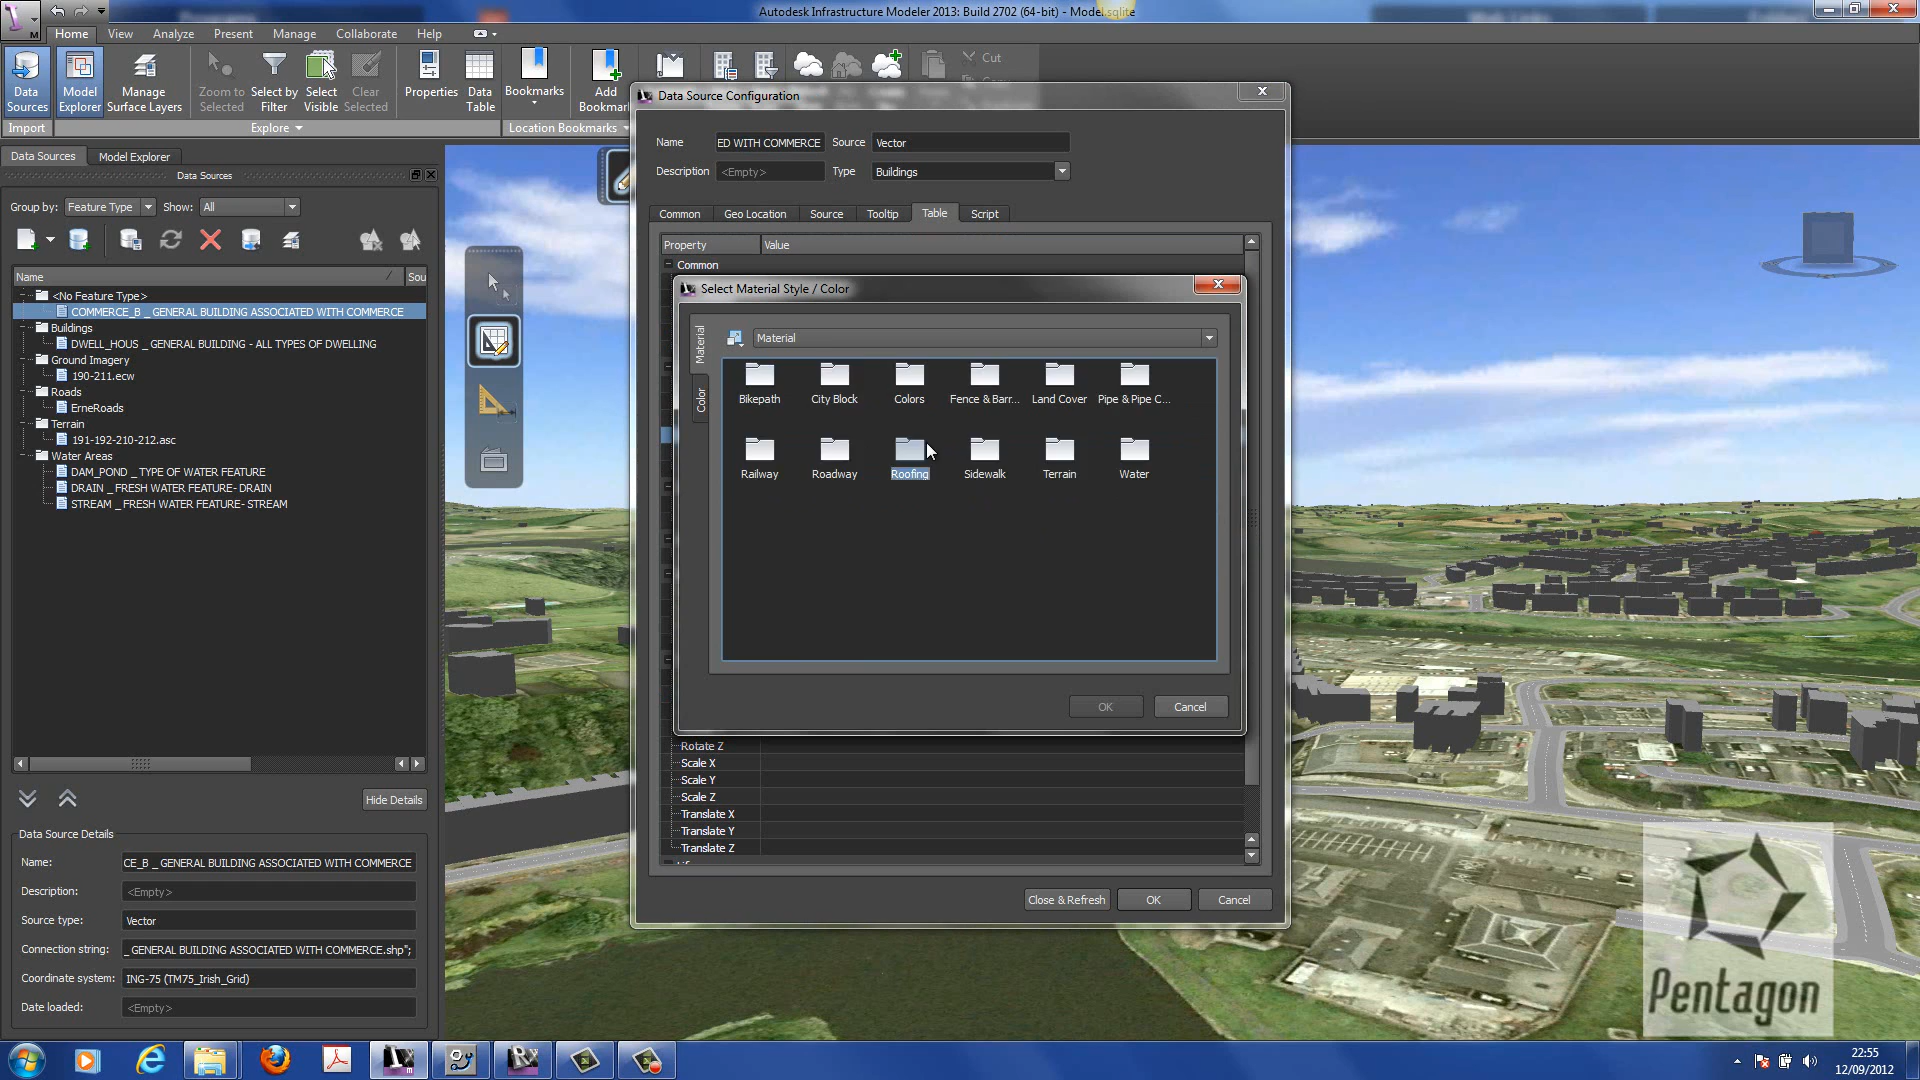 Autodesk Infrastructure Modeler 2013: Build 2702 (64-bit) - Model.sqlite
Home View Analyze Present Manage Collaborate Help
Data Sources
Model Explorer
Manage Surface Layers
Zoom to Selected
Select by Filter
Select Visible
Clear Selected
Properties
Data Table
Bookmarks
Add Bookmark
Cut
Import
Explore
Location Bookmarks
Data Sources Model Explorer
Data Sources
Group by: Feature Type Show: All
Name Sou
<No Feature Type>
COMMERCE_B _ GENERAL BUILDING ASSOCIATED WITH COMMERCE
Buildings
DWELL_HOUS _ GENERAL BUILDING - ALL TYPES OF DWELLING
Ground Imagery
190-211.ecw
Roads
ErneRoads
Terrain
191-192-210-212.asc
Water Areas
DAM_POND _ TYPE OF WATER FEATURE
DRAIN _ FRESH WATER FEATURE- DRAIN
STREAM _ FRESH WATER FEATURE- STREAM
Hide Details
Data Source Details
Name: CE_B _ GENERAL BUILDING ASSOCIATED WITH COMMERCE
Description: <Empty>
Source type: Vector
Connection string: _ GENERAL BUILDING ASSOCIATED WITH COMMERCE.shp";
Coordinate system: ING-75 (TM75_Irish_Grid)
Date loaded: <Empty>
Data Source Configuration
Name ED WITH COMMERCE Source Vector
Description <Empty> Type Buildings
Common Geo Location Source Tooltip Table Script
Property Value
Common
Select Material Style / Color
Material
Color
Material
Bikepath City Block Colors Fence & Barr... Land Cover Pipe & Pipe C...
Railway Roadway Roofing Sidewalk Terrain Water
OK Cancel
Rotate Z
Scale X
Scale Y
Scale Z
Translate X
Translate Y
Translate Z
Close & Refresh OK Cancel
Pentagon
22:55
12/09/2012